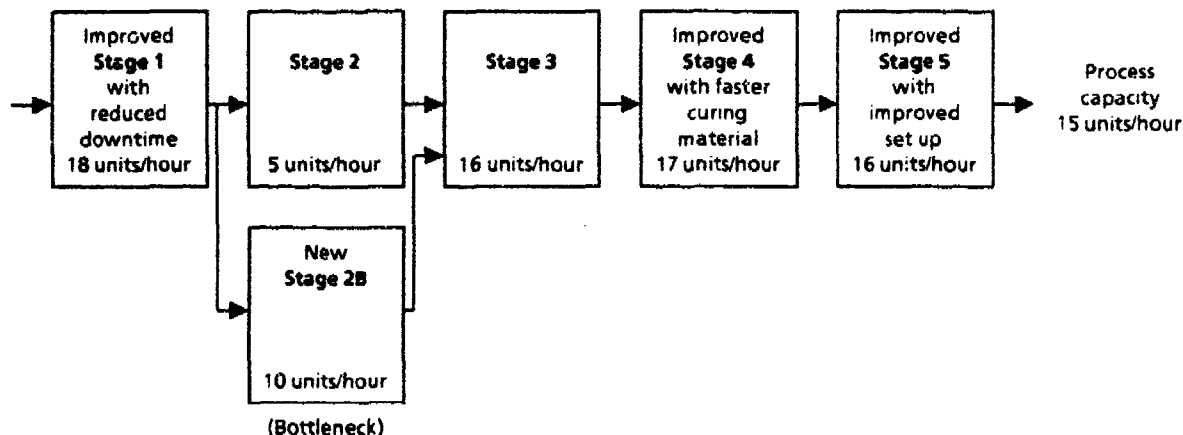 Improved
Stage 1
with
reduced
downtime
18 units/hour
Stage 2
5 units/hour
Stage 3
16 units/hour
Improved
Stage 4
with faster
curing
material
17 units/hour
Improved
Stage 5
with
improved
set up
16 units/hour
Process
capacity
15 units/hour
New
Stage 2B
10 units/hour
(Bottleneck)